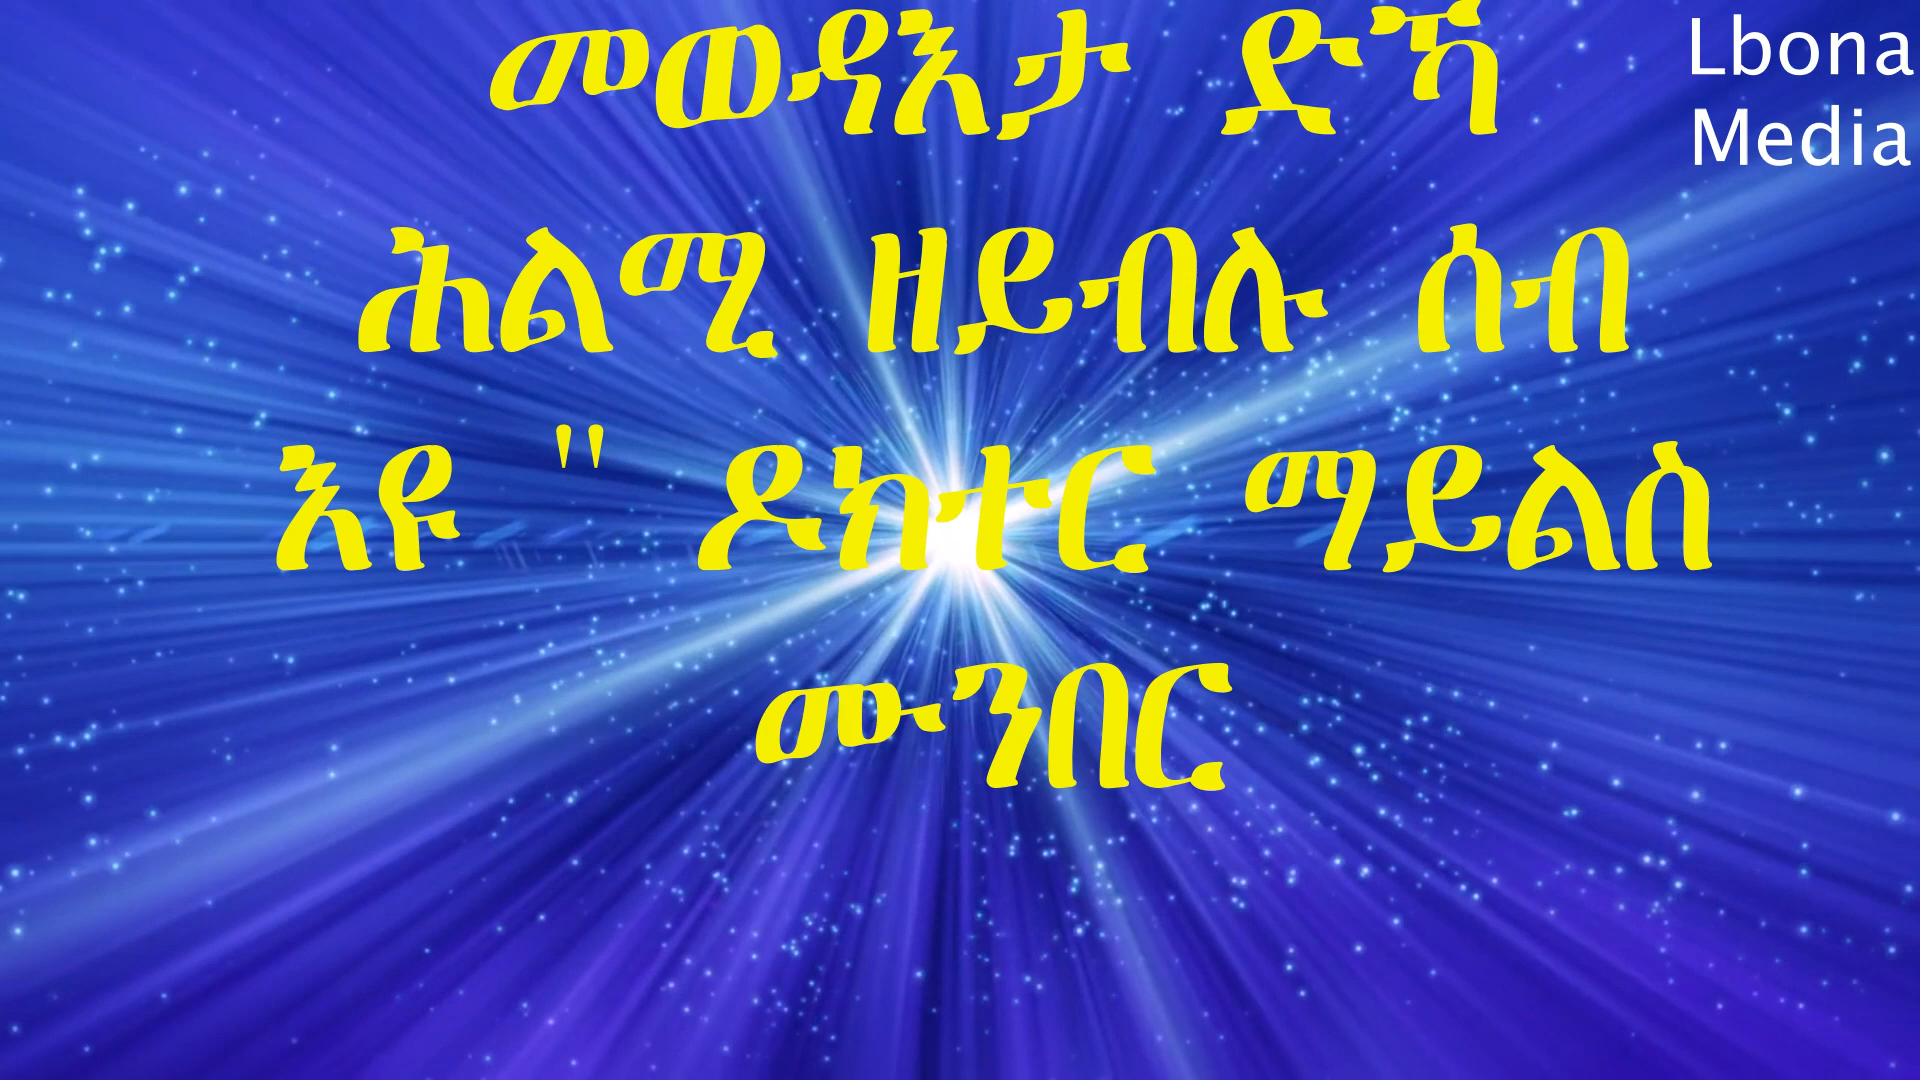 መወዳእታ ድኻ
ሕልሚ ዘይብሉ ሰብ
እዩ " ዶክተር ማይልስ
ሙንበር
Lbona
Media